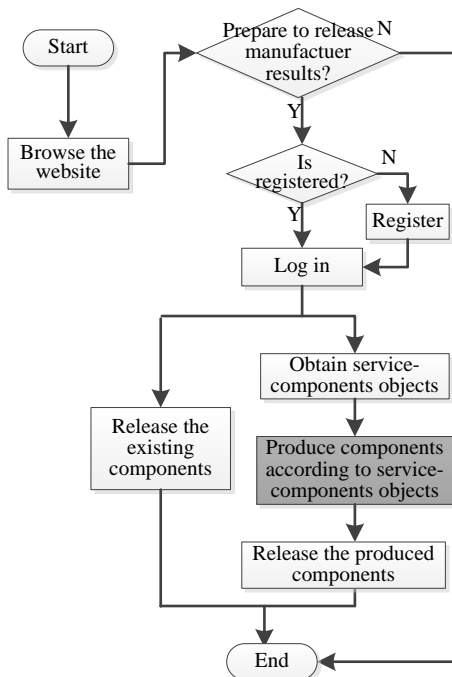 Start
Browse the
website
Prepare to release
manufactuer
results?
N
Y
Is
registered?
N
Y
Register
Log in
Obtain service-
components objects
Release the
existing
components
Produce components
according to service-
components objects
Release the produced
components
End